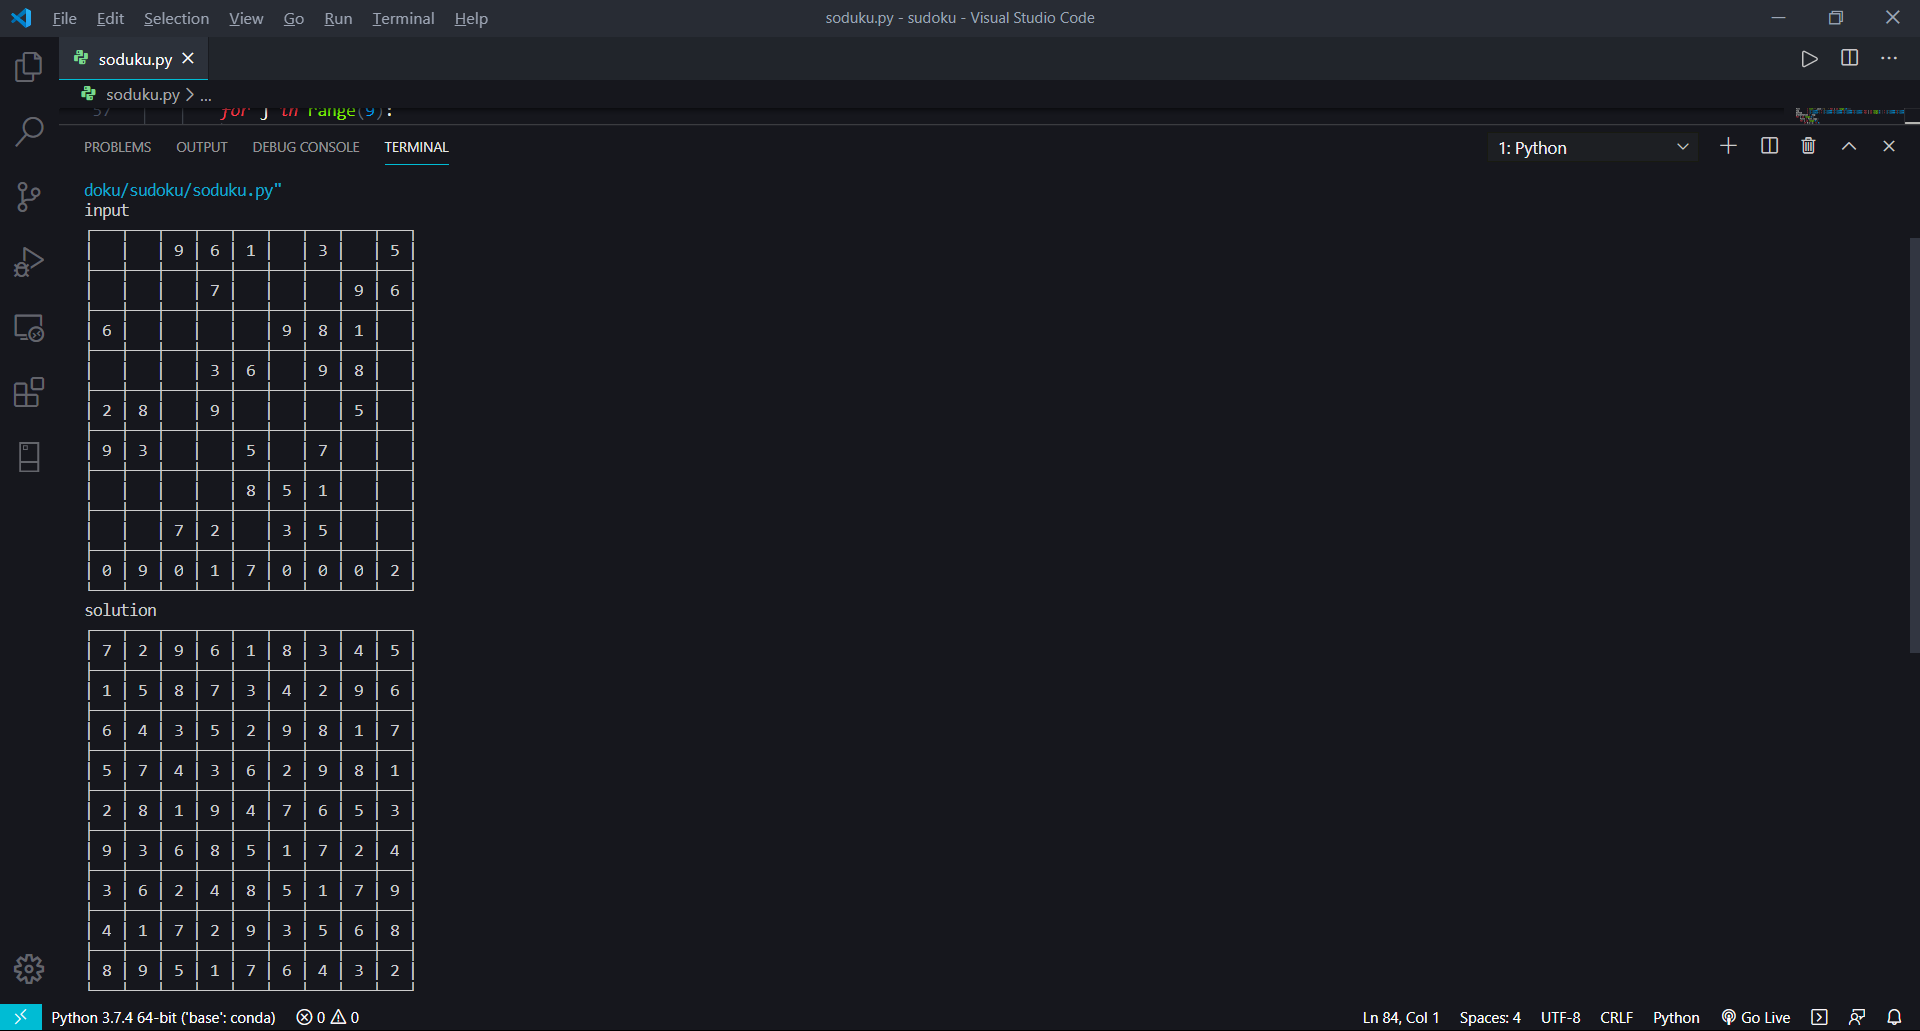 File Edit Selection View Go Run Terminal Help soduku.py - sudoku - Visual Studio Code
soduku.py
soduku.py > ...
57 for j in range(9):
PROBLEMS OUTPUT DEBUG CONSOLE TERMINAL 1: Python
doku/sudoku/soduku.py"
input
| | | 9 | 6 | 1 | | 3 | | 5 |
| | | | 7 | | | | 9 | 6 |
| 6 | | | | | 9 | 8 | 1 | |
| | | | 3 | 6 | | 9 | 8 | |
| 2 | 8 | | 9 | | | | 5 | |
| 9 | 3 | | | 5 | | 7 | | |
| | | | | 8 | 5 | 1 | | |
| | | 7 | 2 | | 3 | 5 | | |
| 0 | 9 | 0 | 1 | 7 | 0 | 0 | 0 | 2 |
solution
| 7 | 2 | 9 | 6 | 1 | 8 | 3 | 4 | 5 |
| 1 | 5 | 8 | 7 | 3 | 4 | 2 | 9 | 6 |
| 6 | 4 | 3 | 5 | 2 | 9 | 8 | 1 | 7 |
| 5 | 7 | 4 | 3 | 6 | 2 | 9 | 8 | 1 |
| 2 | 8 | 1 | 9 | 4 | 7 | 6 | 5 | 3 |
| 9 | 3 | 6 | 8 | 5 | 1 | 7 | 2 | 4 |
| 3 | 6 | 2 | 4 | 8 | 5 | 1 | 7 | 9 |
| 4 | 1 | 7 | 2 | 9 | 3 | 5 | 6 | 8 |
| 8 | 9 | 5 | 1 | 7 | 6 | 4 | 3 | 2 |
Python 3.7.4 64-bit ('base': conda) 0 0 Ln 84, Col 1 Spaces: 4 UTF-8 CRLF Python Go Live